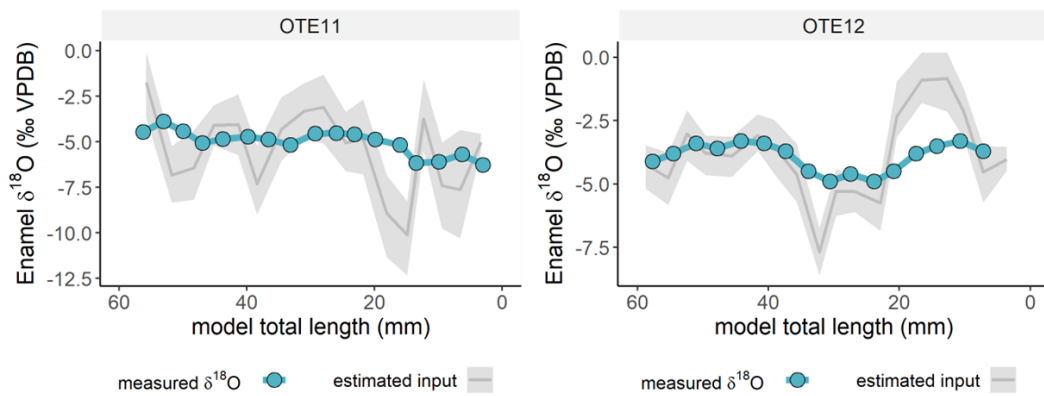 OTE11
Enamel δ¹⁸O (‰ VPDB)
0.0
-2.5
-5.0
-7.5
-10.0
-12.5
60
40
20
0
model total length (mm)
measured δ¹⁸O
estimated input
OTE12
Enamel δ¹⁸O (‰ VPDB)
0.0
-2.5
-5.0
-7.5
60
40
20
0
model total length (mm)
measured δ¹⁸O
estimated input